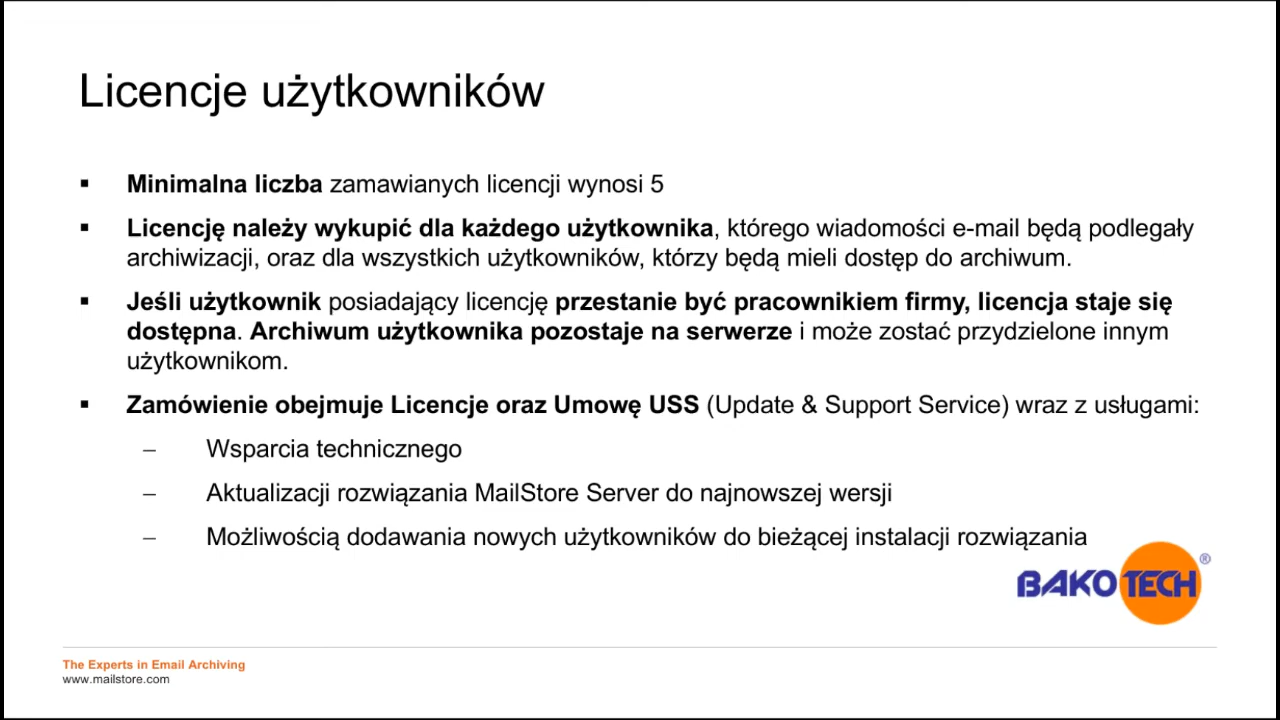 Licencje użytkowników
▪ Minimalna liczba zamawianych licencji wynosi 5
▪ Licencję należy wykupić dla każdego użytkownika, którego wiadomości e-mail będą podlegały
archiwizacji, oraz dla wszystkich użytkowników, którzy będą mieli dostęp do archiwum.
▪ Jeśli użytkownik posiadający licencję przestanie być pracownikiem firmy, licencja staje się
dostępna. Archiwum użytkownika pozostaje na serwerze i może zostać przydzielone innym
użytkownikom.
▪ Zamówienie obejmuje Licencje oraz Umowę USS (Update & Support Service) wraz z usługami:
– Wsparcia technicznego
– Aktualizacji rozwiązania MailStore Server do najnowszej wersji
– Możliwością dodawania nowych użytkowników do bieżącej instalacji rozwiązania
BAKOTECH®
The Experts in Email Archiving
www.mailstore.com